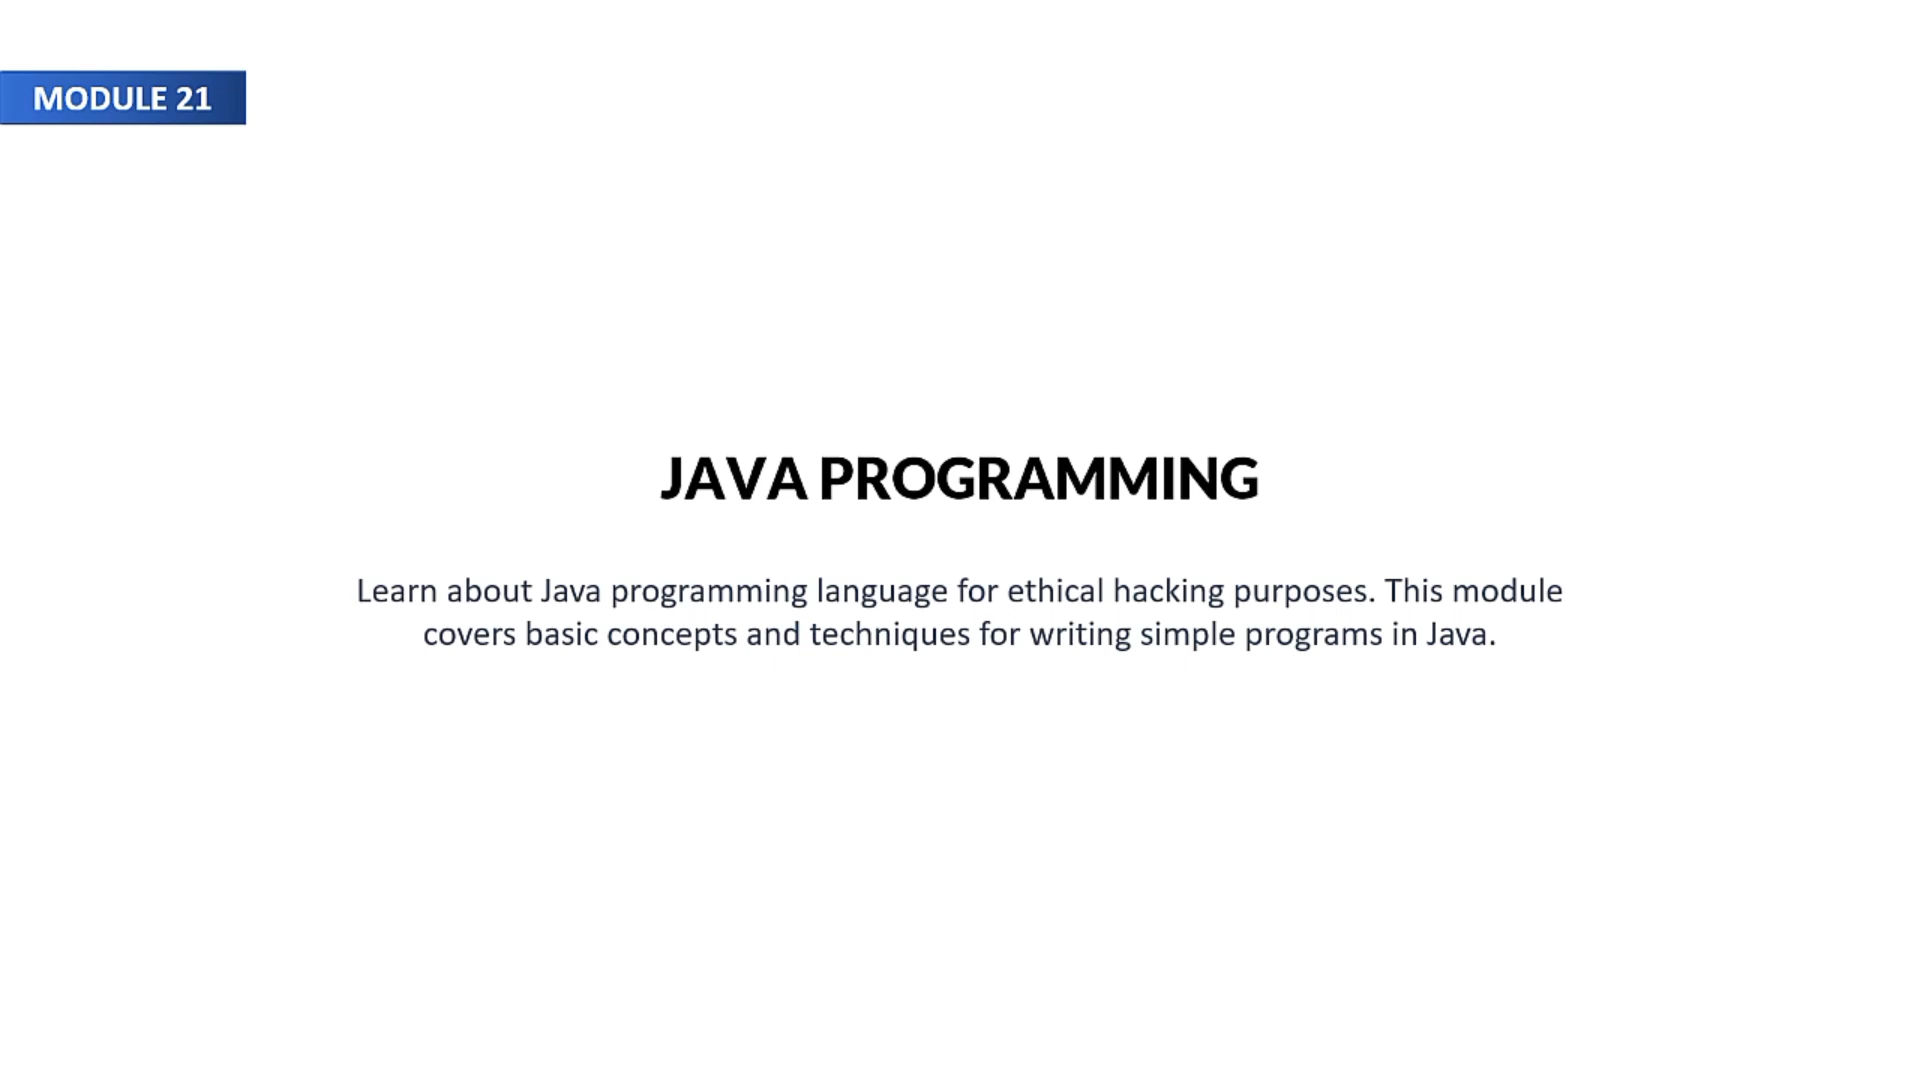 MODULE 21
JAVA PROGRAMMING
Learn about Java programming language for ethical hacking purposes. This module
covers basic concepts and techniques for writing simple programs in Java.